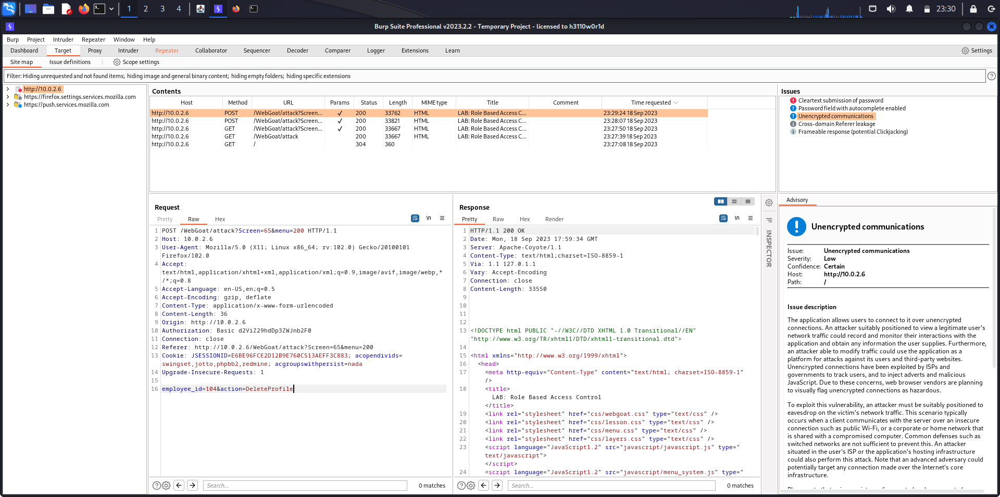 1 2 3 4 23:30
Burp Suite Professional v2023.2.2 - Temporary Project - licensed to h3110w0r1d
Burp Project Intruder Repeater Window Help
Dashboard Target Proxy Intruder Repeater Collaborator Sequencer Decoder Comparer Logger Extensions Learn Settings
Site map Issue definitions Scope settings
Filter: Hiding unrequested and not found items; hiding image and general binary content; hiding empty folders; hiding specific extensions
http://10.0.2.6
https://firefox.settings.services.mozilla.com
https://push.services.mozilla.com
Contents
Host Method URL Params Status Length MIME type Title Comment Time requested
http://10.0.2.6 POST /WebGoat/attack?Screen... ✓ 200 33762 HTML LAB: Role Based Access C... 23:29:24 18 Sep 2023
http://10.0.2.6 POST /WebGoat/attack?Screen... ✓ 200 33821 HTML LAB: Role Based Access C... 23:28:07 18 Sep 2023
http://10.0.2.6 GET /WebGoat/attack?Screen... ✓ 200 33667 HTML LAB: Role Based Access C... 23:27:50 18 Sep 2023
http://10.0.2.6 GET /WebGoat/attack 200 33667 HTML LAB: Role Based Access C... 23:27:39 18 Sep 2023
http://10.0.2.6 GET / 304 360 23:27:08 18 Sep 2023
Issues
Cleartext submission of password
Password field with autocomplete enabled
Unencrypted communications
Cross-domain Referer leakage
Frameable response (potential Clickjacking)
Request
Pretty Raw Hex \n
1 POST /WebGoat/attack?Screen=65&menu=200 HTTP/1.1
2 Host: 10.0.2.6
3 User-Agent: Mozilla/5.0 (X11; Linux x86_64; rv:102.0) Gecko/20100101
Firefox/102.0
4 Accept:
text/html,application/xhtml+xml,application/xml;q=0.9,image/avif,image/webp,*
/*;q=0.8
5 Accept-Language: en-US,en;q=0.5
6 Accept-Encoding: gzip, deflate
7 Content-Type: application/x-www-form-urlencoded
8 Content-Length: 36
9 Origin: http://10.0.2.6
10 Authorization: Basic d2ViZ29hdDp3ZWJnb2F0
11 Connection: close
12 Referer: http://10.0.2.6/WebGoat/attack?Screen=65&menu=200
13 Cookie: JSESSIONID=E6BE96FCE2D12B9E760C513AEFF3C883; acopendivids=
swingset,jotto,phpbb2,redmine; acgroupswithpersist=nada
14 Upgrade-Insecure-Requests: 1
15
16 employee_id=104&action=DeleteProfile
Search... 0 matches
Response
Pretty Raw Hex Render \n
1 HTTP/1.1 200 OK
2 Date: Mon, 18 Sep 2023 17:59:34 GMT
3 Server: Apache-Coyote/1.1
4 Content-Type: text/html;charset=ISO-8859-1
5 Via: 1.1 127.0.1.1
6 Vary: Accept-Encoding
7 Connection: close
8 Content-Length: 33550
9
10
11
12
13 <!DOCTYPE html PUBLIC "-//W3C//DTD XHTML 1.0 Transitional//EN"
"http://www.w3.org/TR/xhtml1/DTD/xhtml1-transitional.dtd">
14
15 <html xmlns="http://www.w3.org/1999/xhtml">
16 <head>
17 <meta http-equiv="Content-Type" content="text/html; charset=ISO-8859-1"
/>
18 <title>
LAB: Role Based Access Control
</title>
19 <link rel="stylesheet" href="css/webgoat.css" type="text/css" />
20 <link rel="stylesheet" href="css/lesson.css" type="text/css" />
21 <link rel="stylesheet" href="css/menu.css" type="text/css" />
22 <link rel="stylesheet" href="css/layers.css" type="text/css" />
23 <script language="JavaScript1.2" src="javascript/javascript.js" type="
text/javascript">
</script>
24 <script language="JavaScript1.2" src="javascript/menu_system.js" type="
Search... 0 matches
INSPECTOR
Advisory
Unencrypted communications
Issue: Unencrypted communications
Severity: Low
Confidence: Certain
Host: http://10.0.2.6
Path: /
Issue description
The application allows users to connect to it over unencrypted
connections. An attacker suitably positioned to view a legitimate user's
network traffic could record and monitor their interactions with the
application and obtain any information the user supplies. Furthermore,
an attacker able to modify traffic could use the application as a
platform for attacks against its users and third-party websites.
Unencrypted connections have been exploited by ISPs and
governments to track users, and to inject adverts and malicious
JavaScript. Due to these concerns, web browser vendors are planning
to visually flag unencrypted connections as hazardous.
To exploit this vulnerability, an attacker must be suitably positioned to
eavesdrop on the victim's network traffic. This scenario typically
occurs when a client communicates with the server over an insecure
connection such as public Wi-Fi, or a corporate or home network that
is shared with a compromised computer. Common defenses such as
switched networks are not sufficient to prevent this. An attacker
situated in the user's ISP or the application's hosting infrastructure
could also perform this attack. Note that an advanced adversary could
potentially target any connection made over the Internet's core
infrastructure.